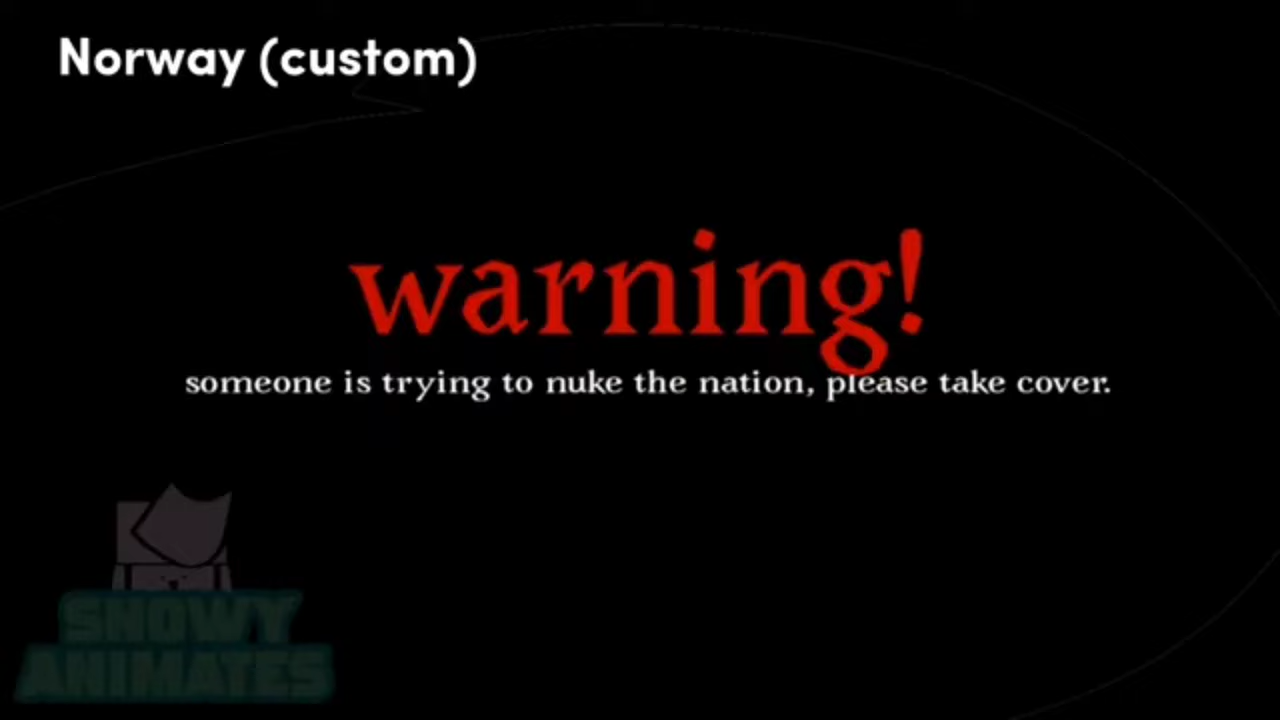 Norway (custom)
warning!
someone is trying to nuke the nation, please take cover.
SNOWY
ANIMATES